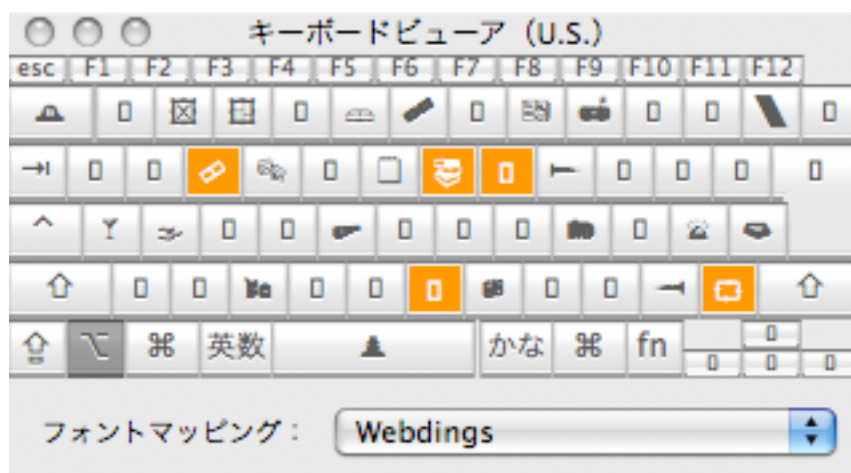 キーボードビューア (U.S.)
esc F1 F2 F3 F4 F5 F6 F7 F8 F9 F10 F11 F12
⌥ ⌘ 英数 かな ⌘ fn
フォントマッピング： Webdings